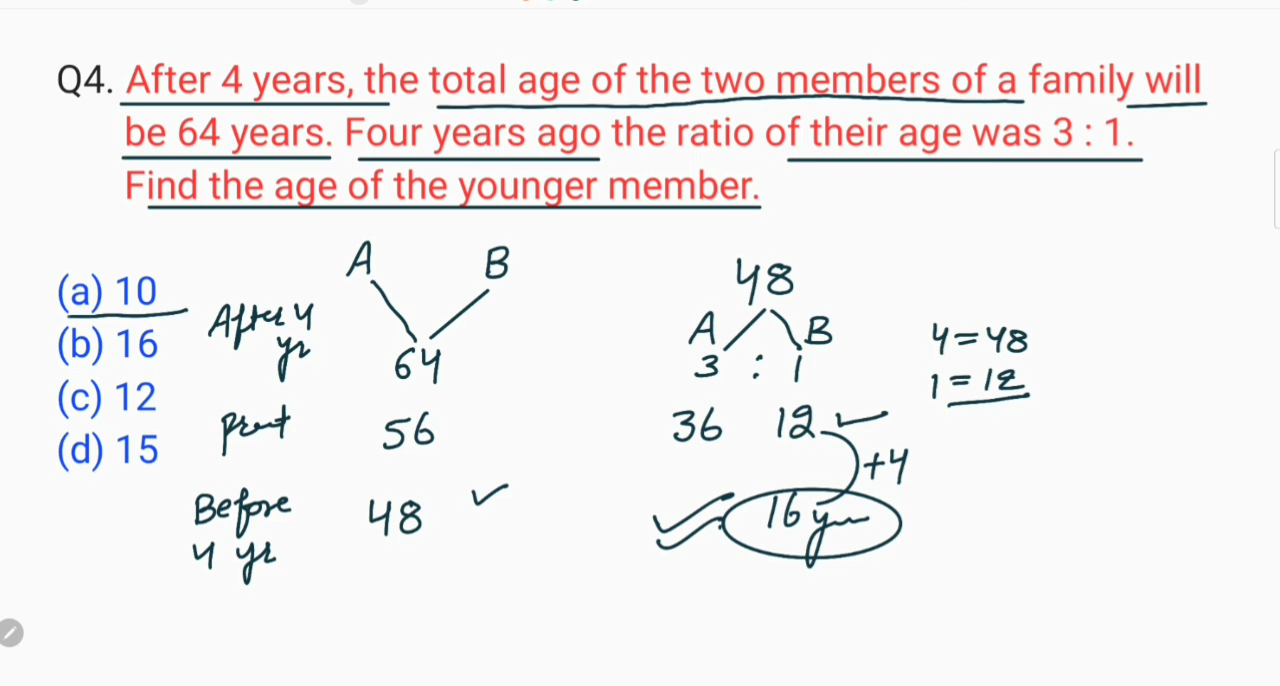 Q4. After 4 years, the total age of the two members of a family will
be 64 years. Four years ago the ratio of their age was 3 : 1.
Find the age of the younger member.
(a) 10
(b) 16
(c) 12
(d) 15
A B
After 4
yr
64
56
Before
4 yr
48
48
A B
3 : 1
36 12
+4
16
4=48
1=12